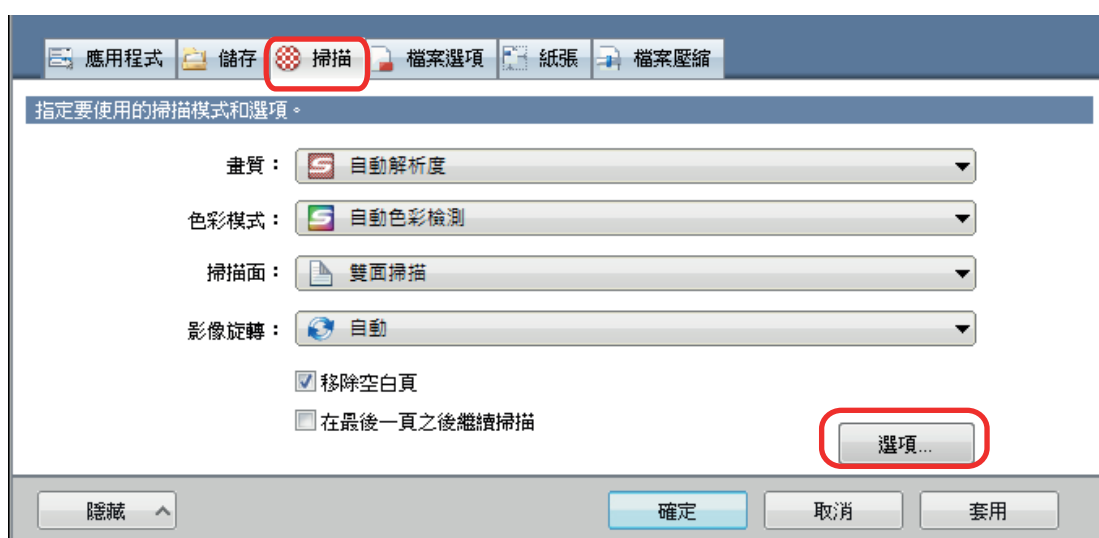 應用程式 儲存 掃描 檔案選項 紙張 檔案壓縮
指定要使用的掃描模式和選項。
畫質： 自動解析度
色彩模式： 自動色彩檢測
掃描面： 雙面掃描
影像旋轉： 自動
移除空白頁
在最後一頁之後繼續掃描
選項...
隱藏 確定 取消 套用